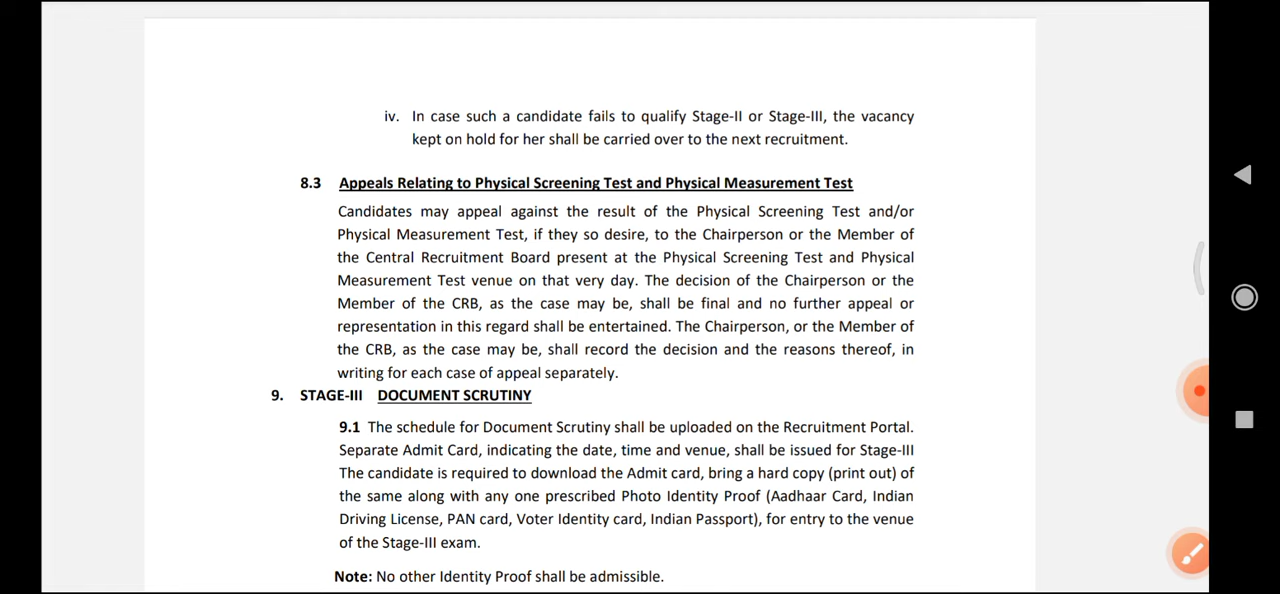 iv. In case such a candidate fails to qualify Stage-II or Stage-III, the vacancy
kept on hold for her shall be carried over to the next recruitment.
8.3 Appeals Relating to Physical Screening Test and Physical Measurement Test
Candidates may appeal against the result of the Physical Screening Test and/or
Physical Measurement Test, if they so desire, to the Chairperson or the Member of
the Central Recruitment Board present at the Physical Screening Test and Physical
Measurement Test venue on that very day. The decision of the Chairperson or the
Member of the CRB, as the case may be, shall be final and no further appeal or
representation in this regard shall be entertained. The Chairperson, or the Member of
the CRB, as the case may be, shall record the decision and the reasons thereof, in
writing for each case of appeal separately.
9. STAGE-III DOCUMENT SCRUTINY
9.1 The schedule for Document Scrutiny shall be uploaded on the Recruitment Portal.
Separate Admit Card, indicating the date, time and venue, shall be issued for Stage-III
The candidate is required to download the Admit card, bring a hard copy (print out) of
the same along with any one prescribed Photo Identity Proof (Aadhaar Card, Indian
Driving License, PAN card, Voter Identity card, Indian Passport), for entry to the venue
of the Stage-III exam.
Note: No other Identity Proof shall be admissible.